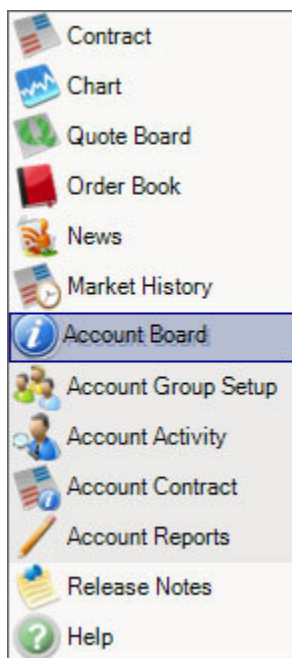 Contract
Chart
Quote Board
Order Book
News
Market History
Account Board
Account Group Setup
Account Activity
Account Contract
Account Reports
Release Notes
Help